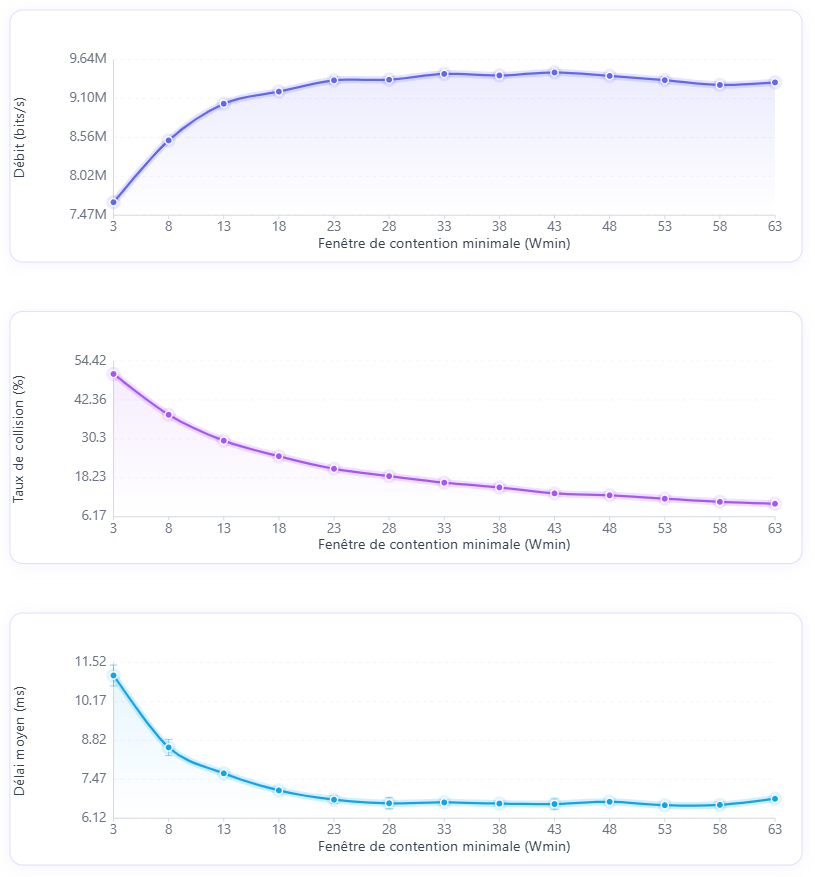 Débit (bits/s)
9.64M
9.10M
8.56M
8.02M
7.47M
3 8 13 18 23 28 33 38 43 48 53 58 63
Fenêtre de contention minimale (Wmin)
Taux de collision (%)
54.42
42.36
30.3
18.23
6.17
3 8 13 18 23 28 33 38 43 48 53 58 63
Fenêtre de contention minimale (Wmin)
Délai moyen (ms)
11.52
10.17
8.82
7.47
6.12
3 8 13 18 23 28 33 38 43 48 53 58 63
Fenêtre de contention minimale (Wmin)